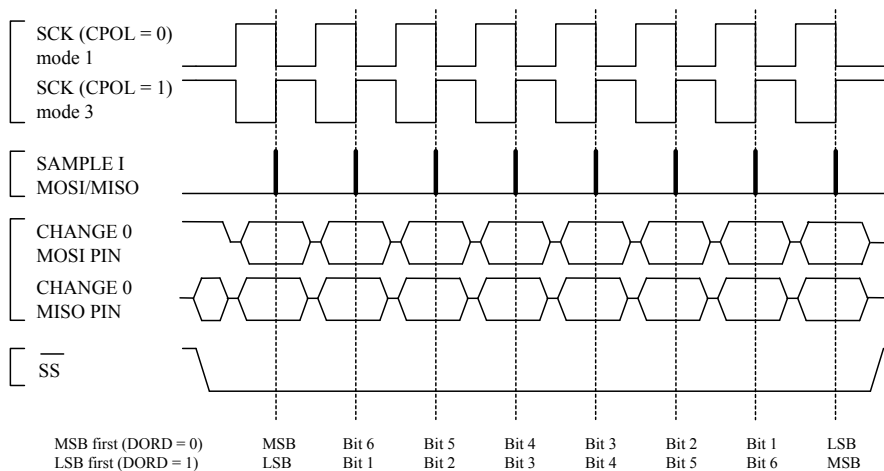 SCK (CPOL = 0)
mode 1
SCK (CPOL = 1)
mode 3
SAMPLE I
MOSI/MISO
CHANGE 0
MOSI PIN
CHANGE 0
MISO PIN
SS
MSB first (DORD = 0) MSB Bit 6 Bit 5 Bit 4 Bit 3 Bit 2 Bit 1 LSB
LSB first (DORD = 1) LSB Bit 1 Bit 2 Bit 3 Bit 4 Bit 5 Bit 6 MSB